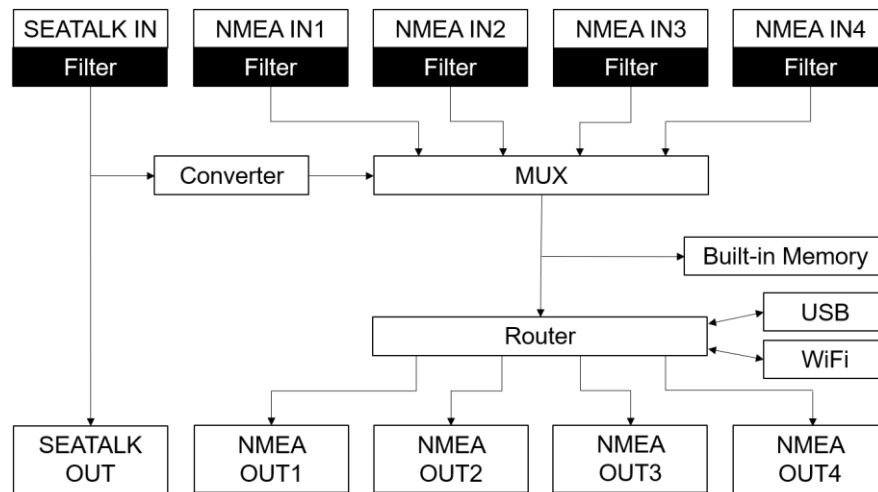 SEATALK IN
NMEA IN1
NMEA IN2
NMEA IN3
NMEA IN4
Filter
Filter
Filter
Filter
Filter
Converter
MUX
Built-in Memory
USB
Router
WiFi
SEATALK
OUT
NMEA
OUT1
NMEA
OUT2
NMEA
OUT3
NMEA
OUT4